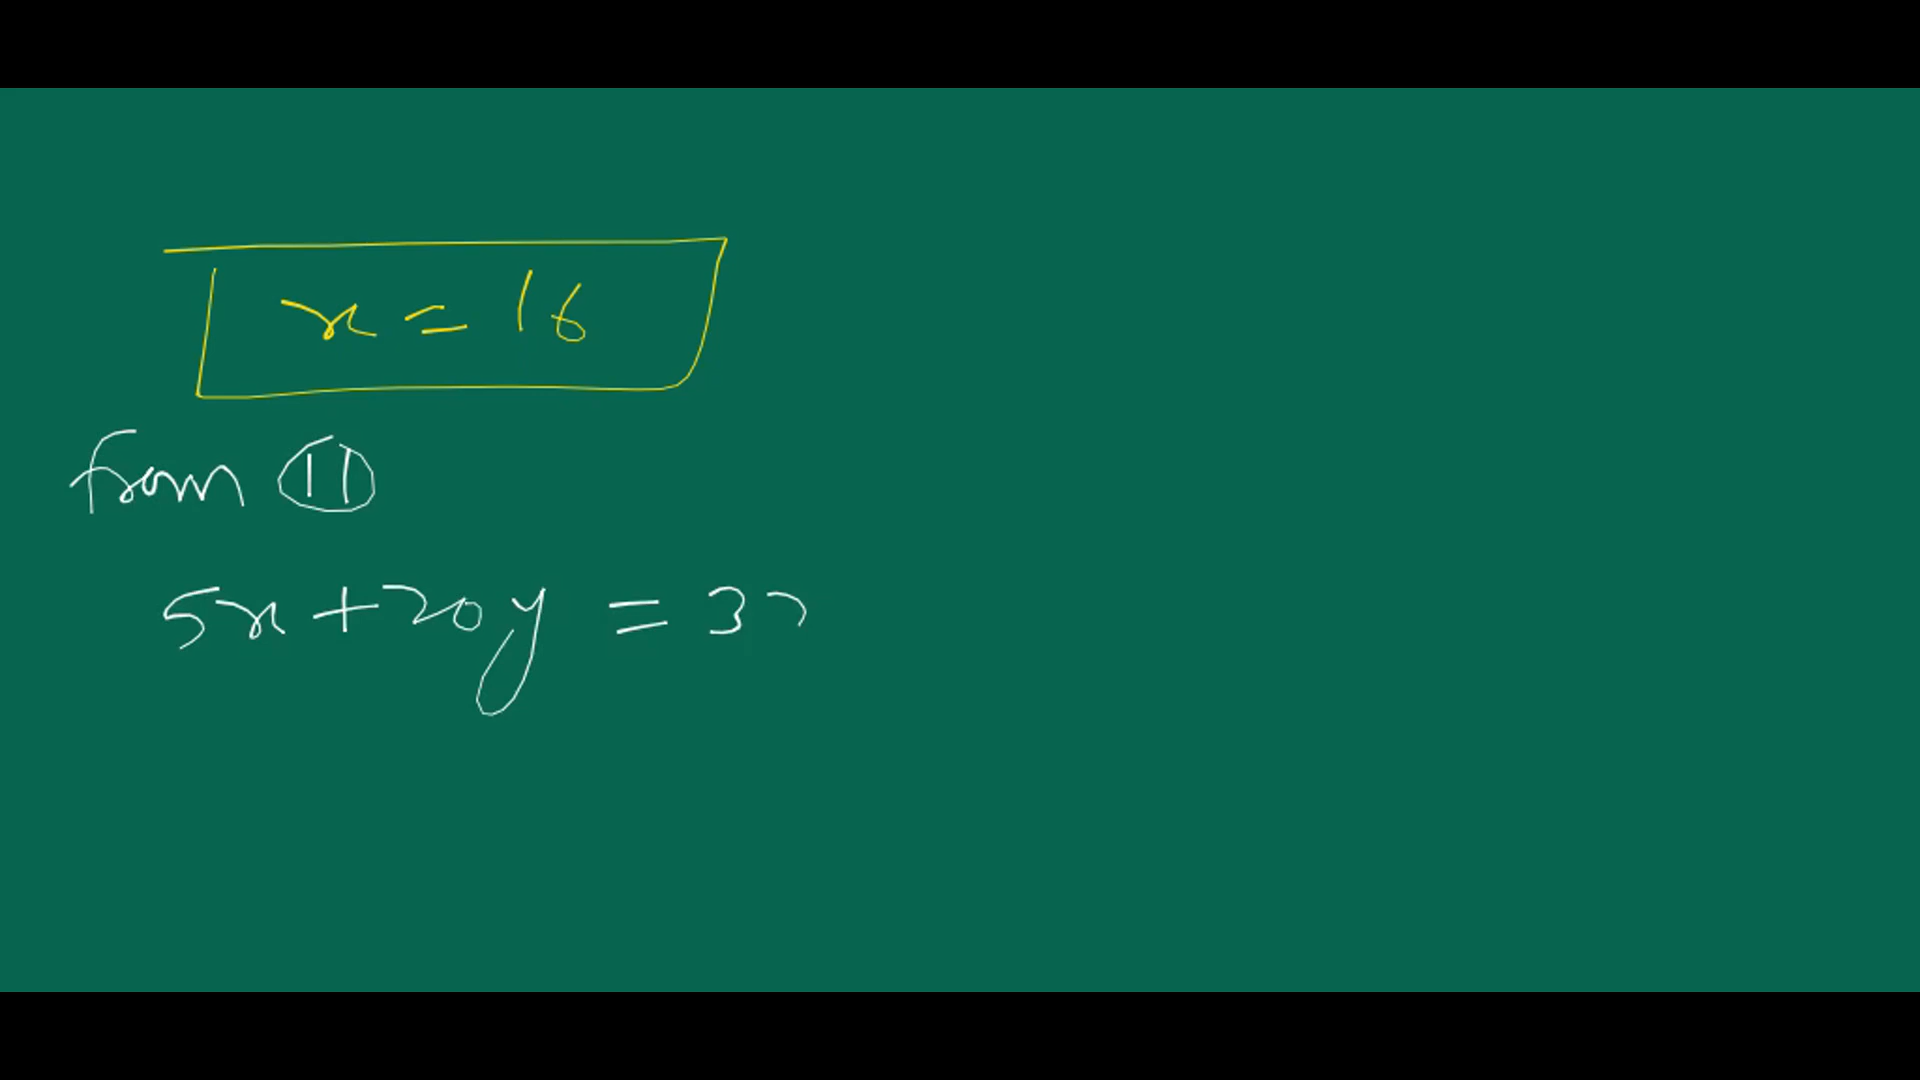 x = 16
from (11)
5x + 20y = 3